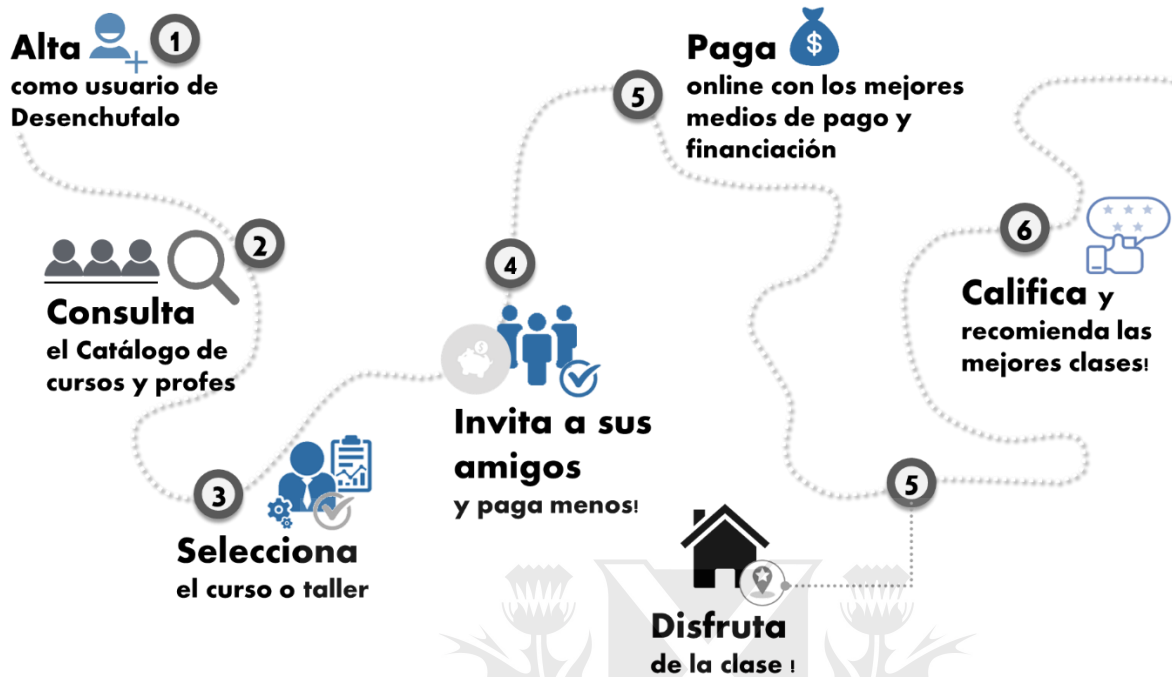 Alta 1
como usuario de
Desenchufalo
2
Consulta
el Catálogo de
cursos y profes
3
Selecciona
el curso o taller
4
Invita a sus
amigos
y paga menos!
5
Paga $
online con los mejores
medios de pago y
financiación
5
Disfruta
de la clase !
6
Califica y
recomienda las
mejores clases!